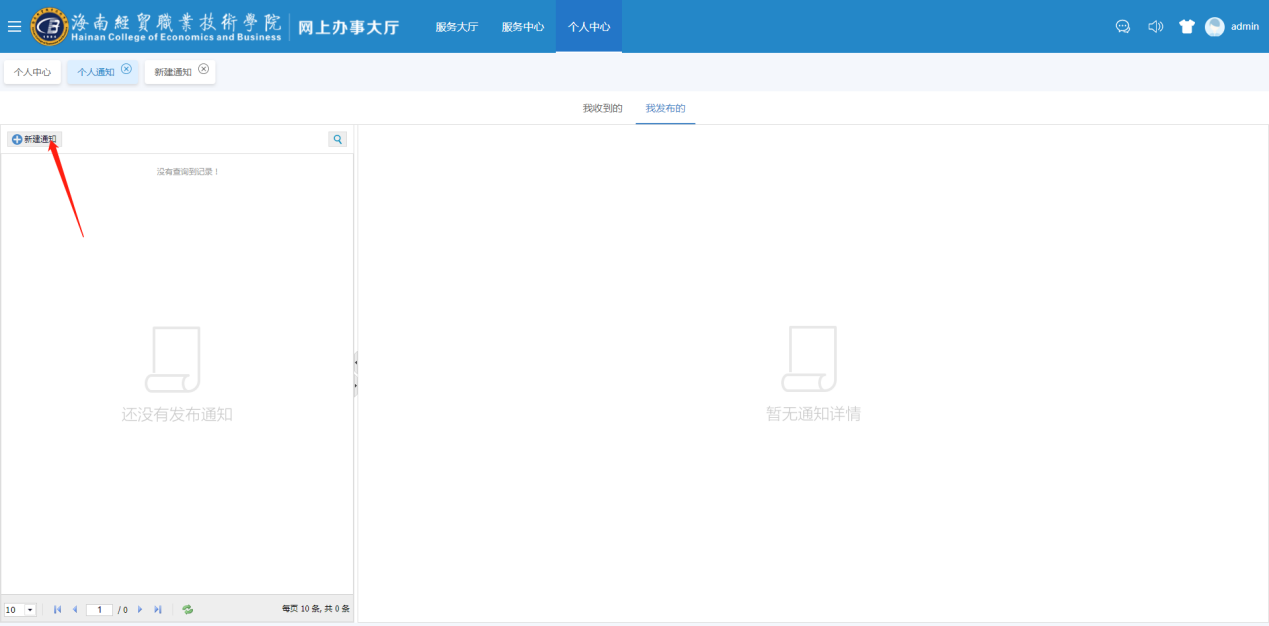 海南經貿職業技術學院
Hainan College of Economics and Business
网上办事大厅
服务大厅
服务中心
个人中心
admin
个人中心
个人通知
新建通知
我收到的
我发布的
新建通知
没有查询到记录！
还没有发布通知
暂无通知详情
10
1
/ 0
每页 10 条, 共 0 条